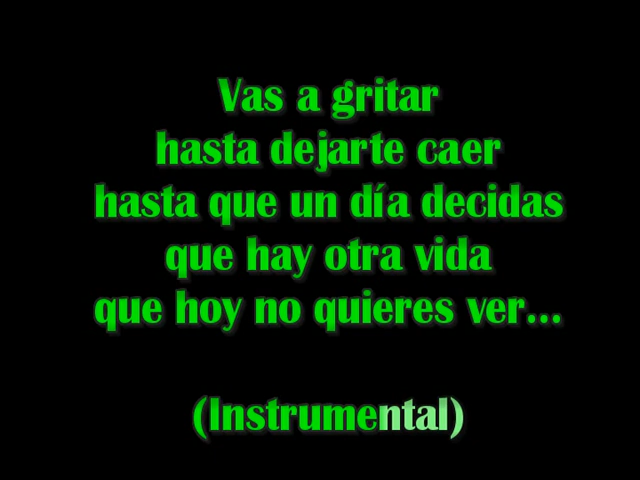 Vas a gritar
hasta dejarte caer
hasta que un día decidas
que hay otra vida
que hoy no quieres ver...
(Instrumental)